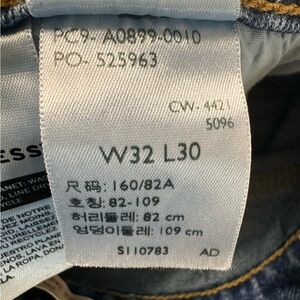 PC9- A0899-0010
PO- 525963
CW- 4421
5096
W32 L30
尺码: 160/82A
호칭: 82-109
허리둘레: 82 cm
엉덩이둘레: 109 cm
S110783 AD
ESS